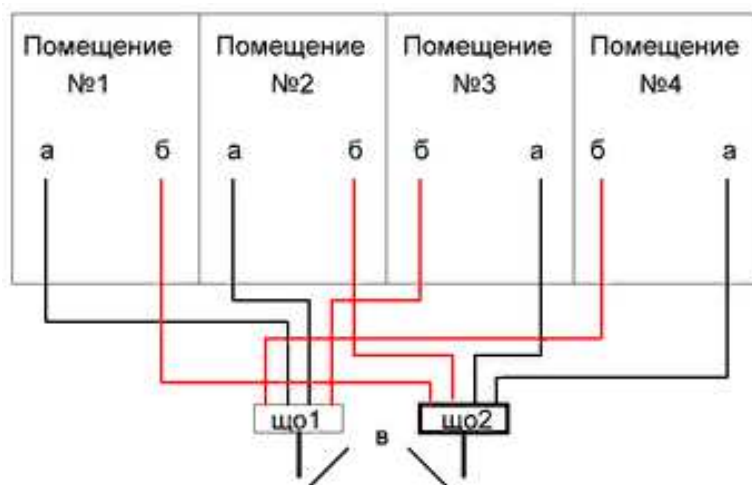 Помещение
№1
Помещение
№2
Помещение
№3
Помещение
№4
а
б
а
б
б
а
б
а
що1
що2
в